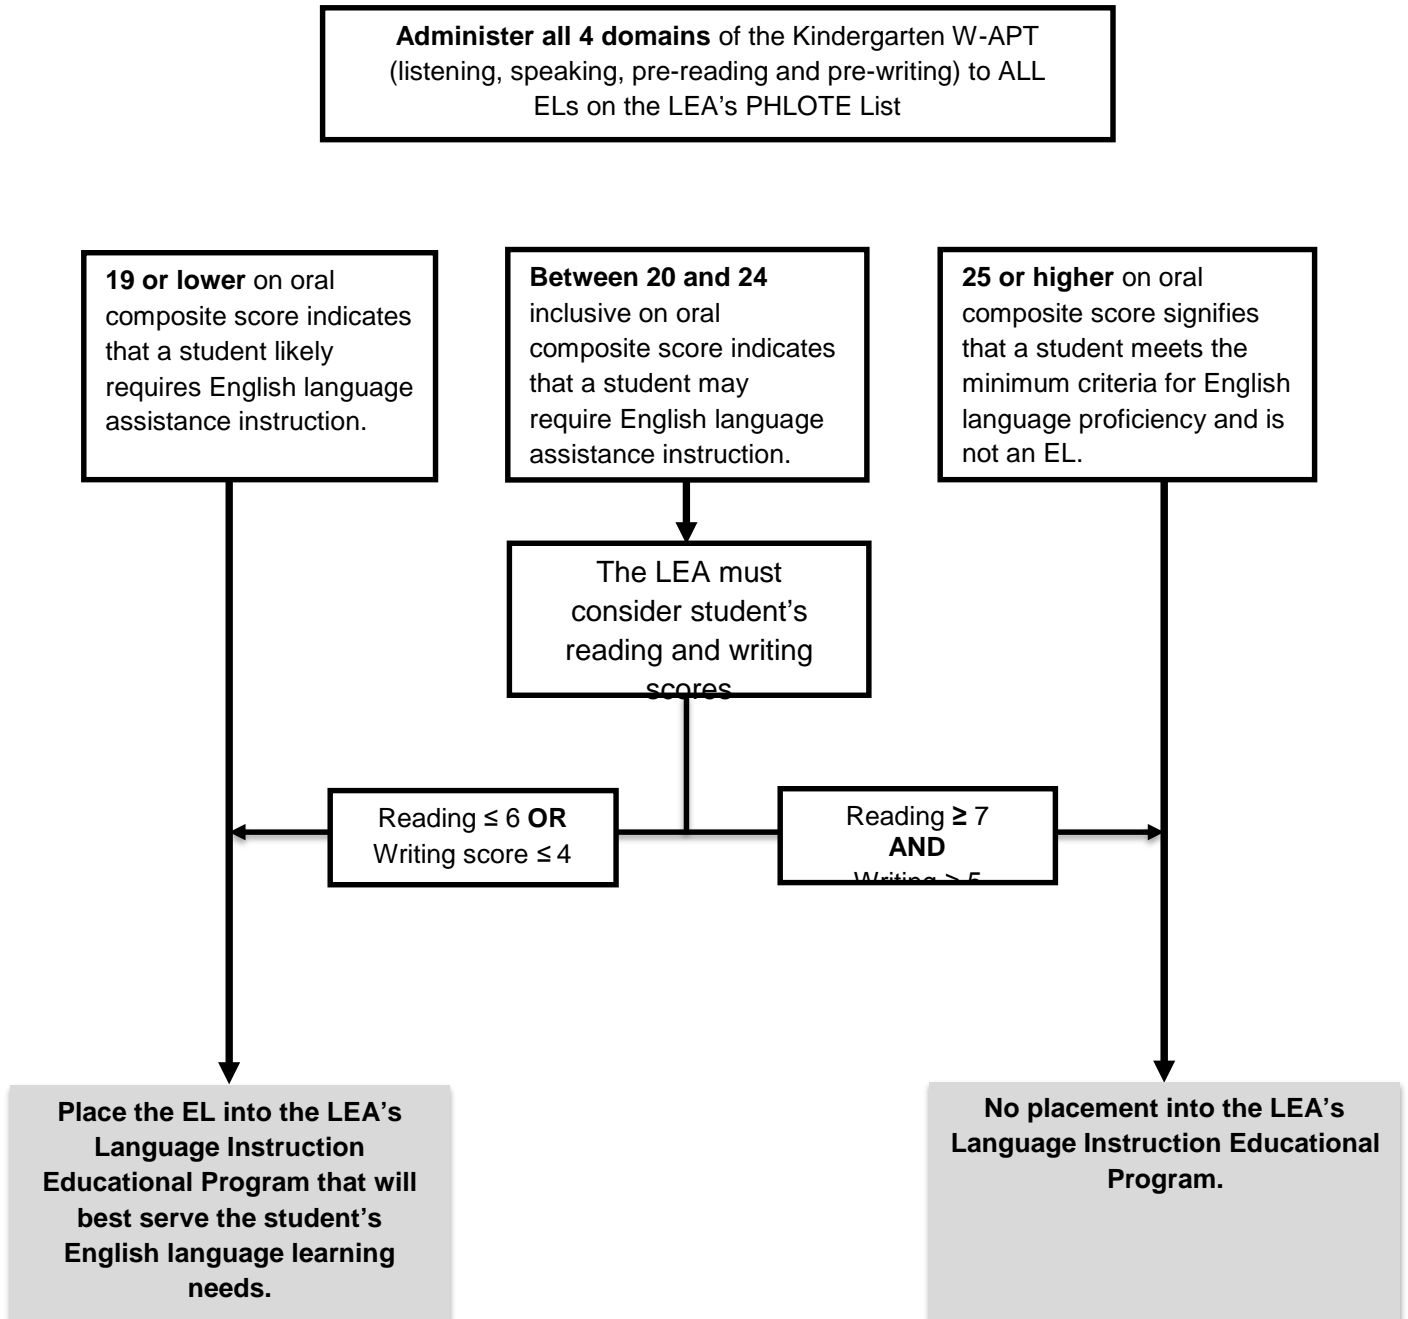 Administer all 4 domains of the Kindergarten W-APT
(listening, speaking, pre-reading and pre-writing) to ALL
ELs on the LEA’s PHLOTE List
19 or lower on oral
composite score indicates
that a student likely
requires English language
assistance instruction.
Between 20 and 24
inclusive on oral
composite score indicates
that a student may
require English language
assistance instruction.
25 or higher on oral
composite score signifies
that a student meets the
minimum criteria for English
language proficiency and is
not an EL.
The LEA must
consider student’s
reading and writing
scores
Reading ≤ 6 OR
Writing score ≤ 4
Reading ≥ 7
AND
Writing ≥ 5
Place the EL into the LEA’s
Language Instruction
Educational Program that will
best serve the student’s
English language learning
needs.
No placement into the LEA’s
Language Instruction Educational
Program.